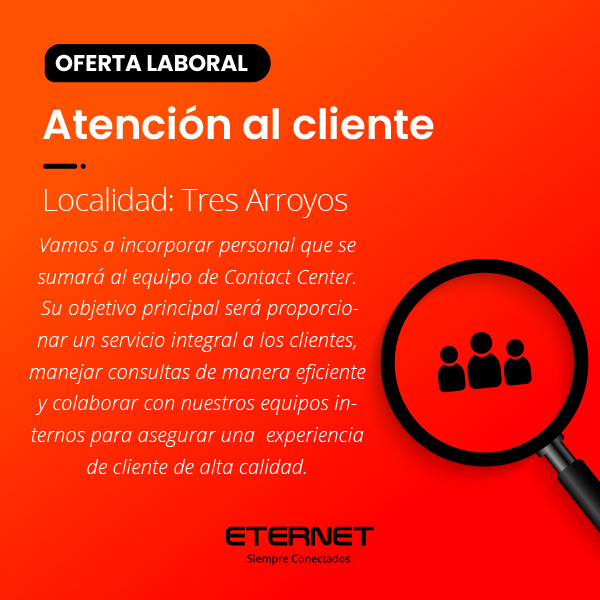 OFERTA LABORAL
Atención al cliente
Localidad: Tres Arroyos
Vamos a incorporar personal que se
sumará al equipo de Contact Center.
Su objetivo principal será proporcio-
nar un servicio integral a los clientes,
manejar consultas de manera eficiente
y colaborar con nuestros equipos in-
ternos para asegurar una experiencia
de cliente de alta calidad.
ETERNET
Siempre Conectados.